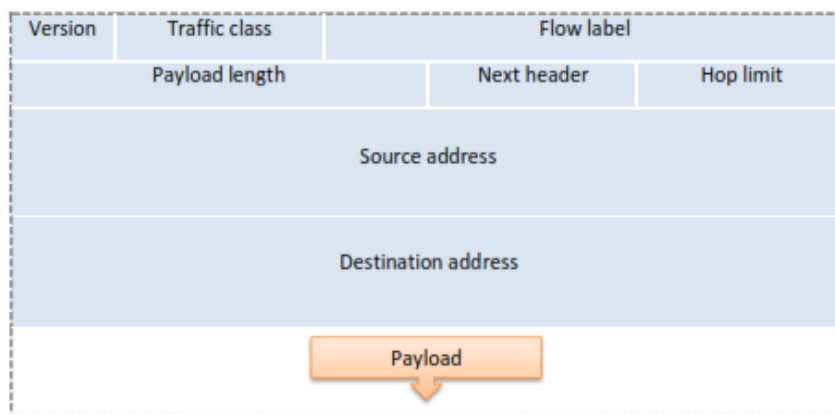 Version Traffic class Flow label
Payload length Next header Hop limit
Source address
Destination address
Payload